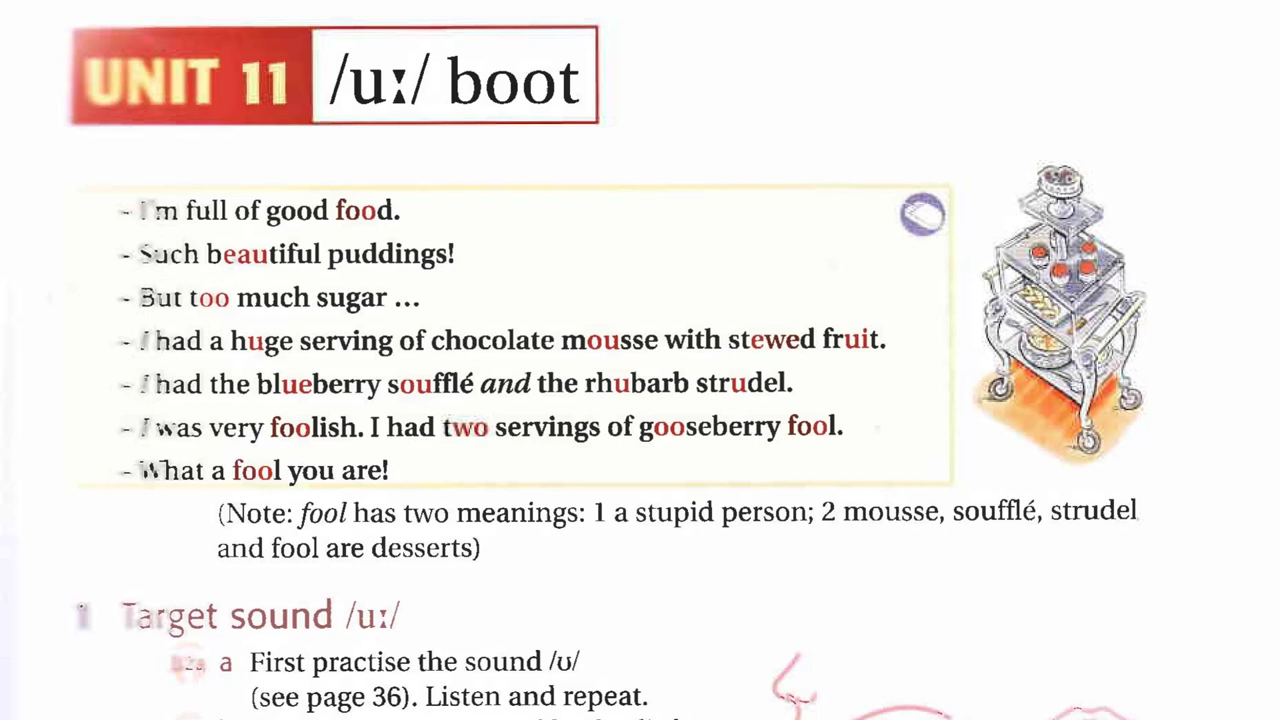 UNIT 11 /uː/ boot
- I'm full of good food.
- Such beautiful puddings!
- But too much sugar ...
- I had a huge serving of chocolate mousse with stewed fruit.
- I had the blueberry soufflé and the rhubarb strudel.
- I was very foolish. I had two servings of gooseberry fool.
- What a fool you are!
(Note: fool has two meanings: 1 a stupid person; 2 mousse, soufflé, strudel
and fool are desserts)
1 Target sound /uː/
a First practise the sound /ʊ/
(see page 36). Listen and repeat.